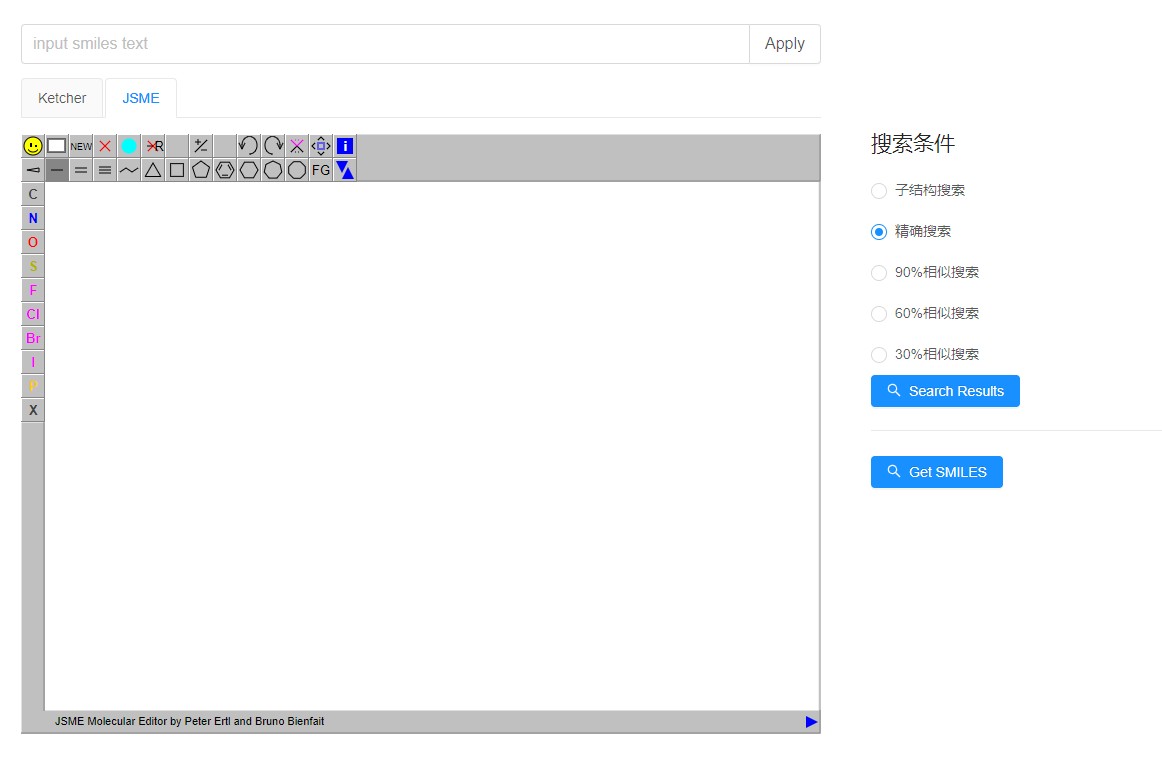 input smiles text
Apply
Ketcher
JSME
NEW
R
i
FG
C
N
O
S
F
Cl
Br
I
P
X
JSME Molecular Editor by Peter Ertl and Bruno Bienfait
搜索条件
子结构搜索
精确搜索
90%相似搜索
60%相似搜索
30%相似搜索
Search Results
Get SMILES